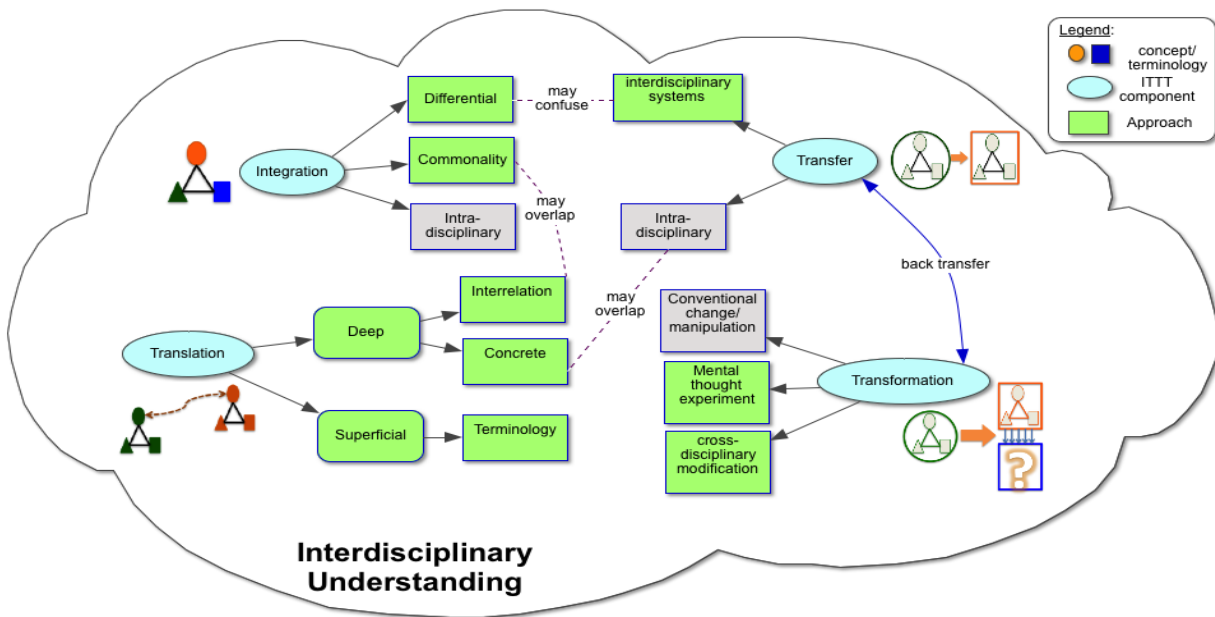 Legend:
concept/
terminology
ITTT
component
Approach
Differential
may
confuse
interdisciplinary
systems
Integration
Commonality
Transfer
Intra-
disciplinary
may
overlap
Intra-
disciplinary
back transfer
Interrelation
may
overlap
Conventional
change/
manipulation
Deep
Translation
Concrete
Mental
thought
experiment
Transformation
Superficial
Terminology
cross-
disciplinary
modification
?
Interdisciplinary
Understanding